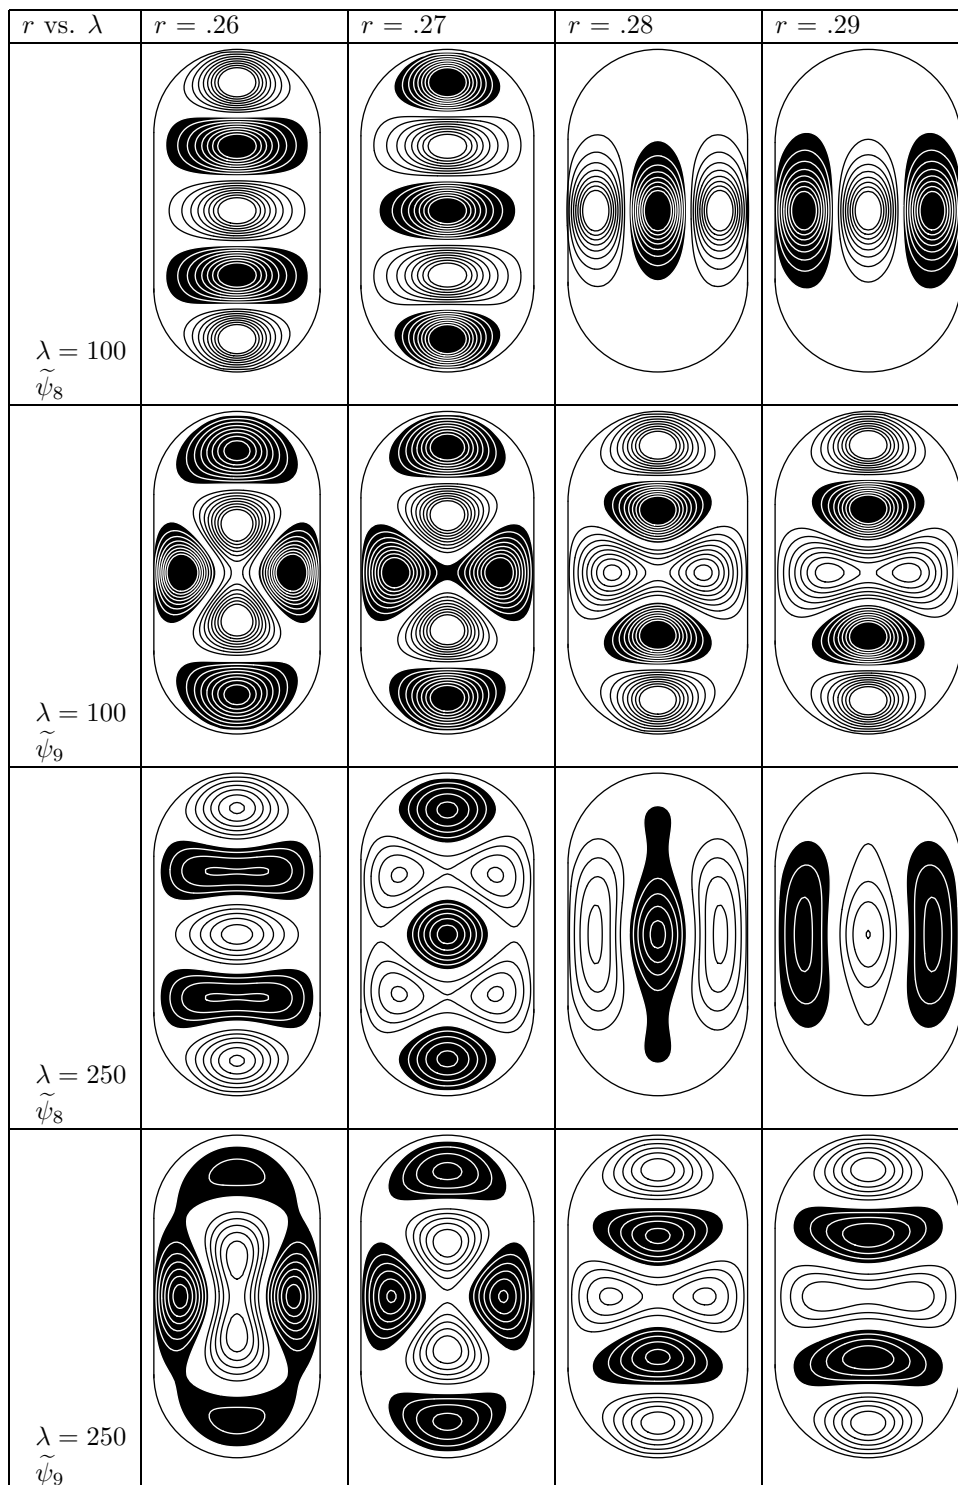 r vs. λ r = .26 r = .27 r = .28 r = .29
λ = 100
ψ̃₈
λ = 100
ψ̃₉
λ = 250
ψ̃₈
λ = 250
ψ̃₉